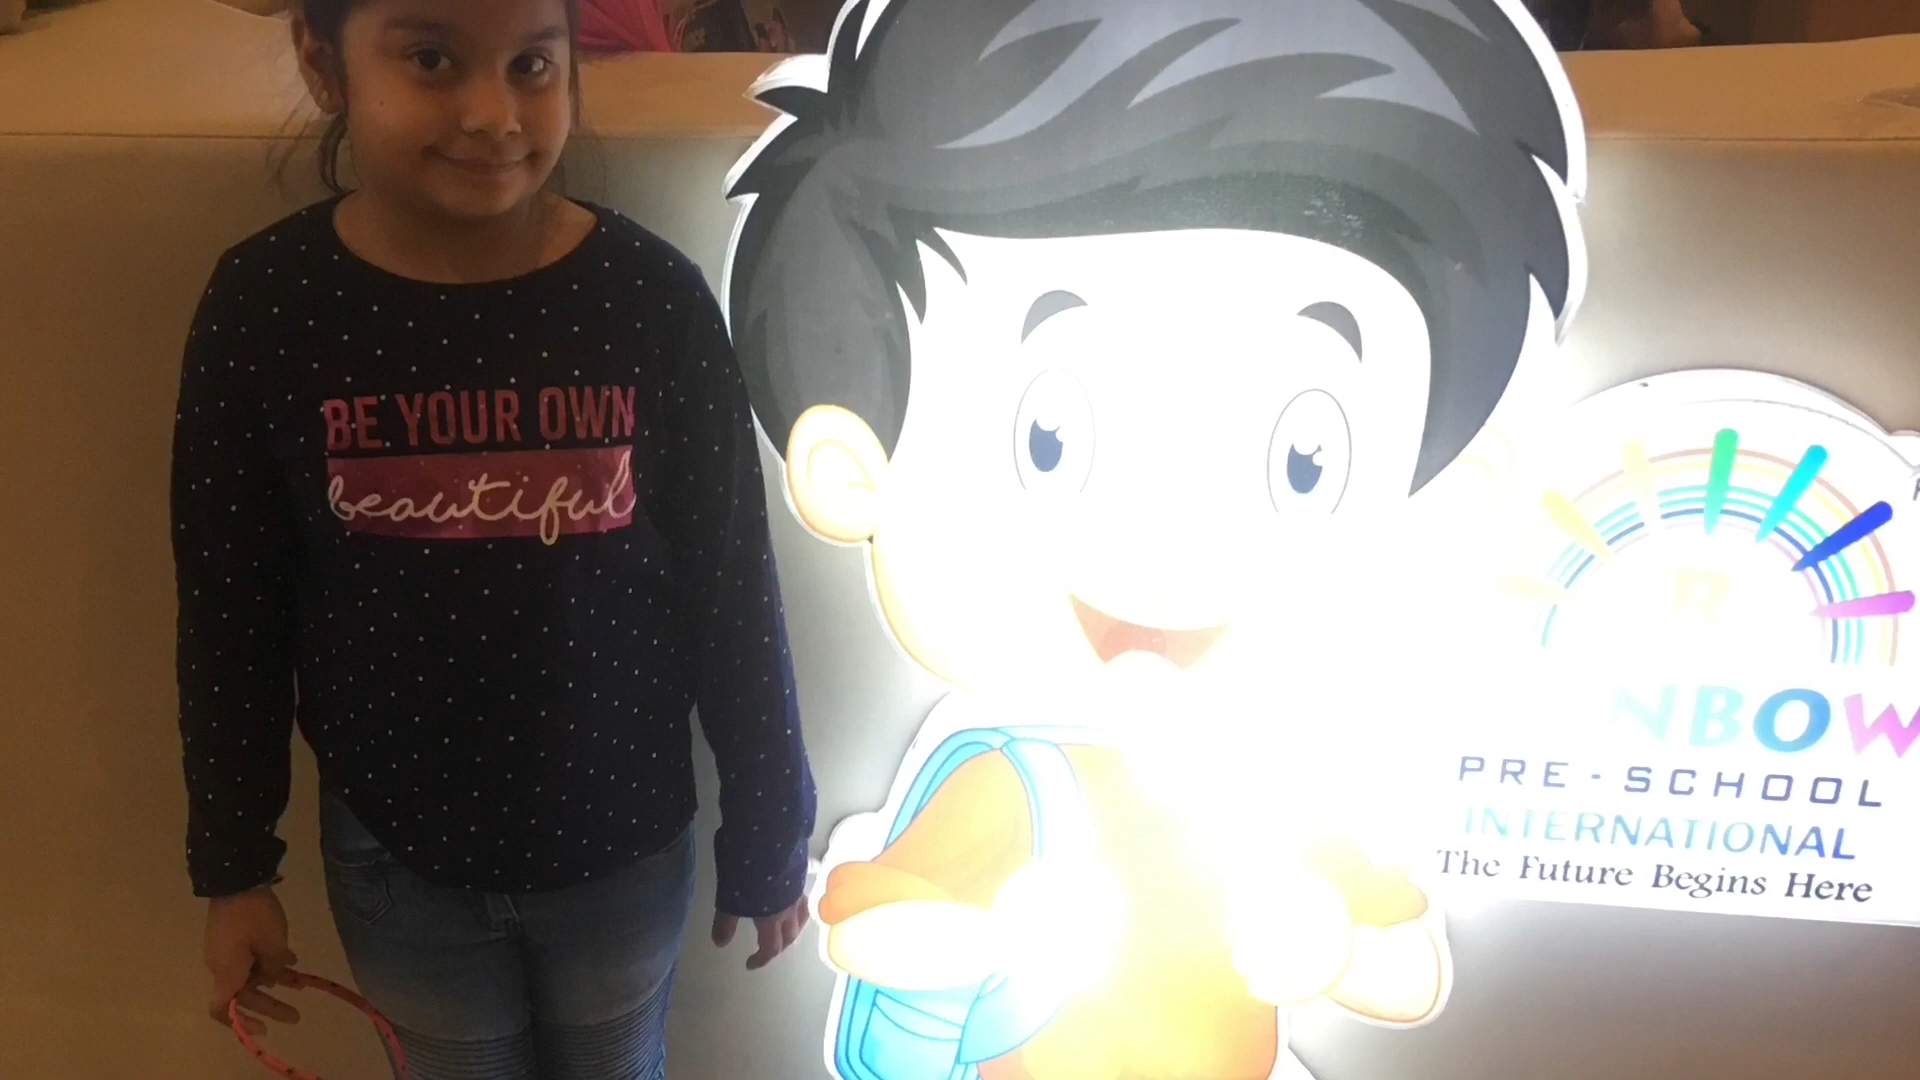 BE YOUR OWN
beautiful
NBOW
PRE-SCHOOL
INTERNATIONAL
The Future Begins Here